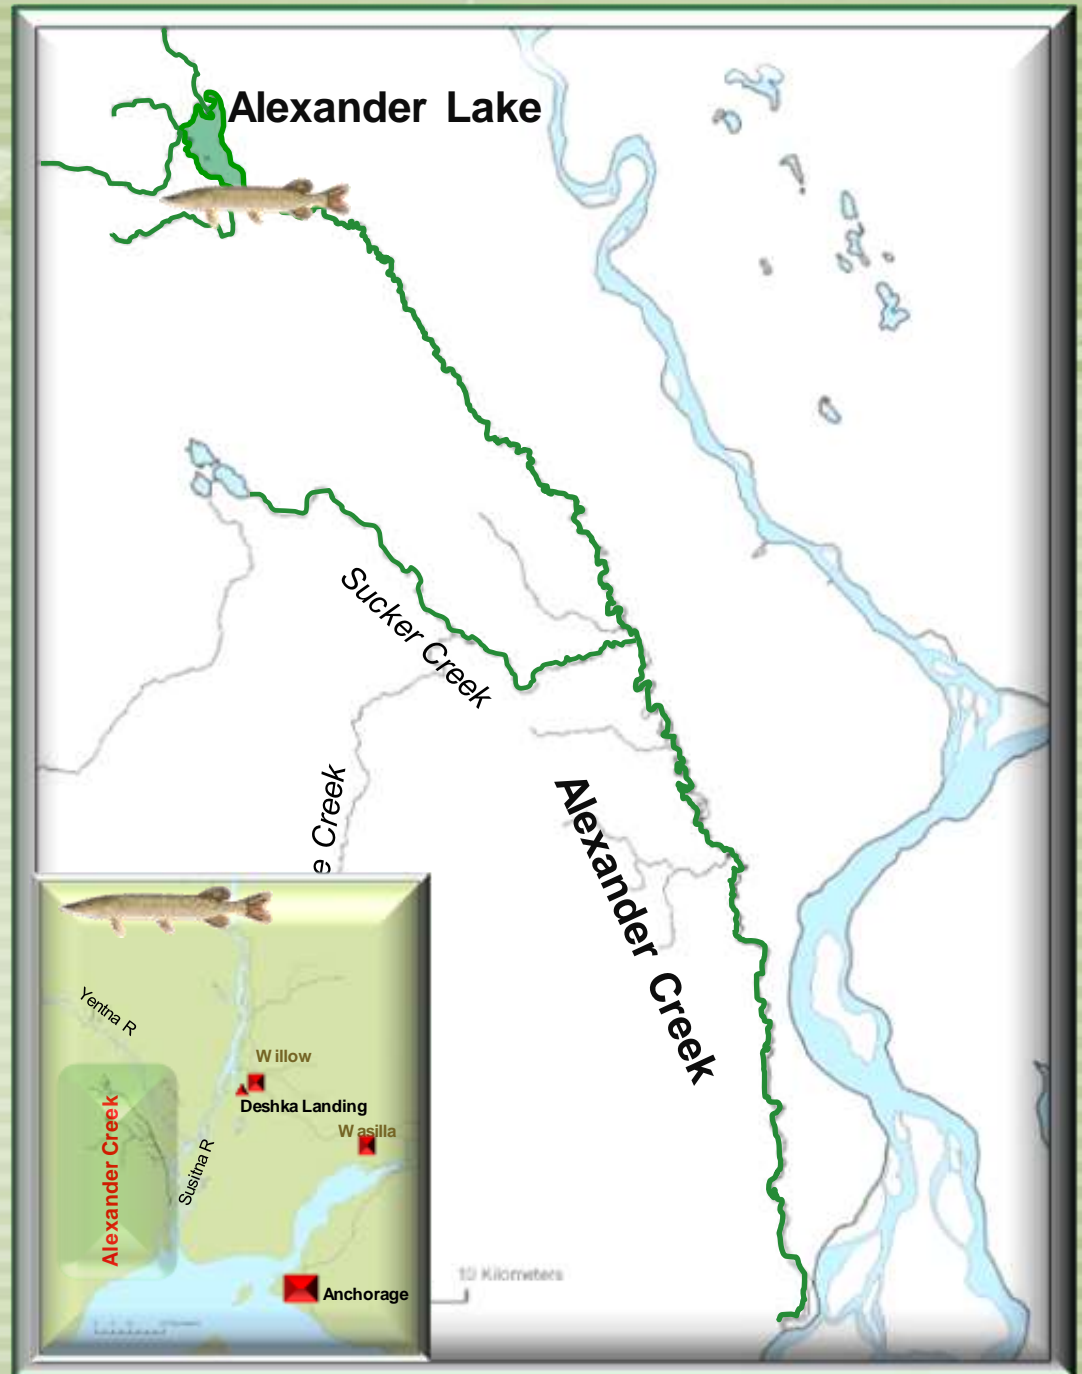 Alexander Lake
Sucker Creek
e Creek
Alexander Creek
Yentna R
Willow
Deshka Landing
Wasilla
Alexander Creek
Susitna R
10 Kilometers
Anchorage